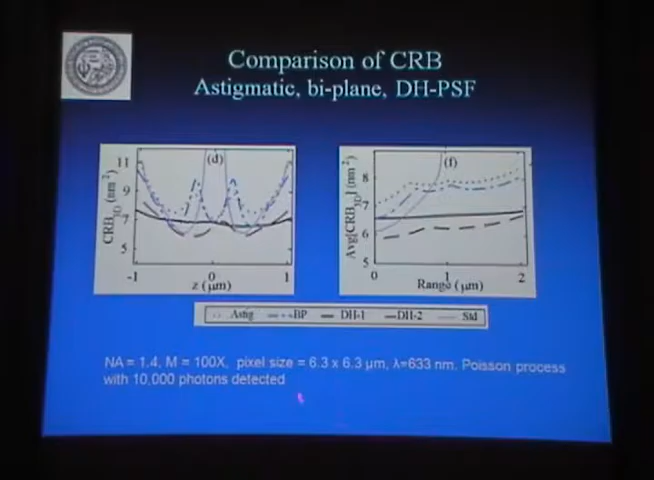 Comparison of CRB
Astigmatic, bi-plane, DH-PSF
(d)
11
9
7
5
CRB3D (nm²)
-1 0 1
z (μm)
(f)
8
7
6
5
Avg[CRB3D] (nm²)
0 1 2
Range (μm)
Astig BP DH-1 DH-2 Std
NA = 1.4, M = 100X, pixel size = 6.3 x 6.3 μm, λ=633 nm. Poisson process
with 10,000 photons detected